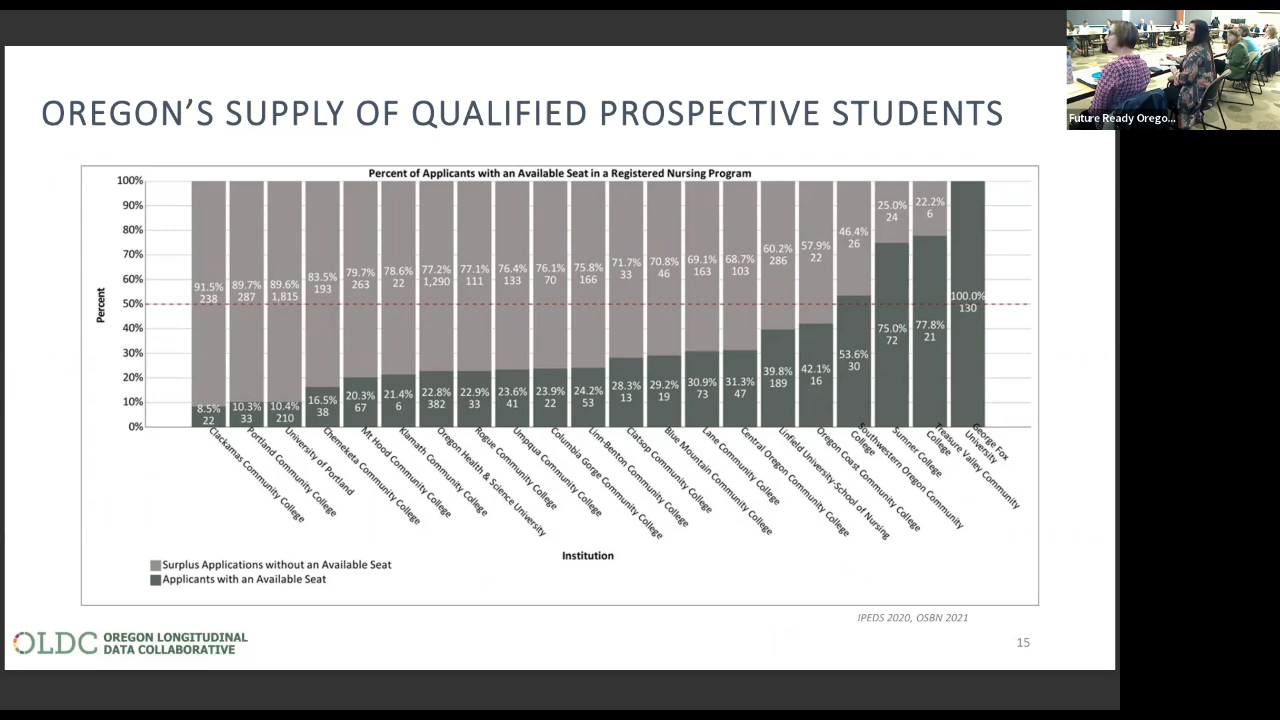 Future Ready Orego...
OREGON'S SUPPLY OF QUALIFIED PROSPECTIVE STUDENTS
Percent of Applicants with an Available Seat in a Registered Nursing Program
Percent
100%
90%
80%
70%
60%
50%
40%
30%
20%
10%
0%
91.5%
238
89.7%
287
89.6%
1,815
83.5%
193
79.7%
263
78.6%
22
77.2%
1,290
77.1%
111
76.4%
133
76.1%
70
75.8%
166
71.7%
33
70.8%
46
69.1%
163
68.7%
103
60.2%
286
57.9%
22
46.4%
26
25.0%
24
22.2%
6
8.5%
22
10.3%
33
10.4%
210
16.5%
38
20.3%
67
21.4%
6
22.8%
382
22.9%
33
23.6%
41
23.9%
22
24.2%
53
28.3%
13
29.2%
19
30.9%
73
31.3%
47
39.8%
189
42.1%
16
53.6%
30
75.0%
72
77.8%
21
100.0%
130
Clackamas Community College
Portland Community College
University of Portland
Chemeketa Community College
Mt Hood Community College
Klamath Community College
Oregon Health & Science University
Rogue Community College
Umpqua Community College
Columbia Gorge Community College
Linn-Benton Community College
Clatsop Community College
Blue Mountain Community College
Lane Community College
Central Oregon Community College
Linfield University-School of Nursing
Oregon Coast Community College
Southwestern Oregon Community
College
Sumner College
Treasure Valley Community
College
George Fox
University
Institution
Surplus Applications without an Available Seat
Applicants with an Available Seat
IPEDS 2020, OSBN 2021
OLDC OREGON LONGITUDINAL
DATA COLLABORATIVE
15